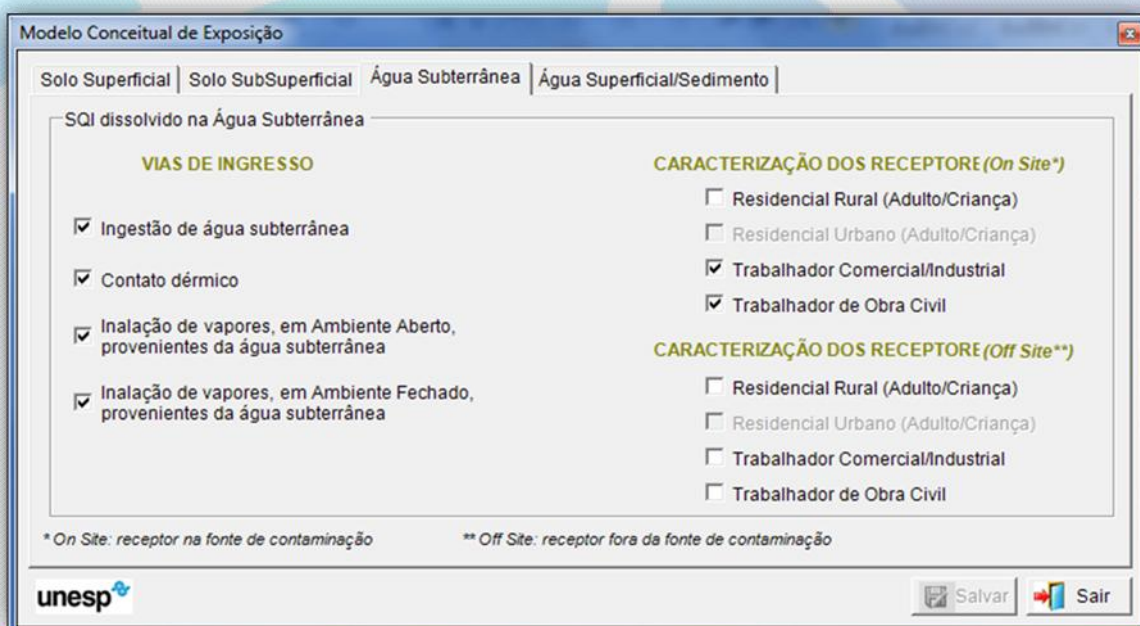 Modelo Conceitual de Exposição
Solo Superficial Solo SubSuperficial Água Subterrânea Água Superficial/Sedimento
SQI dissolvido na Água Subterrânea
VIAS DE INGRESSO
Ingestão de água subterrânea
Contato dérmico
Inalação de vapores, em Ambiente Aberto,
provenientes da água subterrânea
Inalação de vapores, em Ambiente Fechado,
provenientes da água subterrânea
CARACTERIZAÇÃO DOS RECEPTORE (On Site*)
Residencial Rural (Adulto/Criança)
Residencial Urbano (Adulto/Criança)
Trabalhador Comercial/Industrial
Trabalhador de Obra Civil
CARACTERIZAÇÃO DOS RECEPTORE (Off Site**)
Residencial Rural (Adulto/Criança)
Residencial Urbano (Adulto/Criança)
Trabalhador Comercial/Industrial
Trabalhador de Obra Civil
* On Site: receptor na fonte de contaminação ** Off Site: receptor fora da fonte de contaminação
unesp Salvar Sair